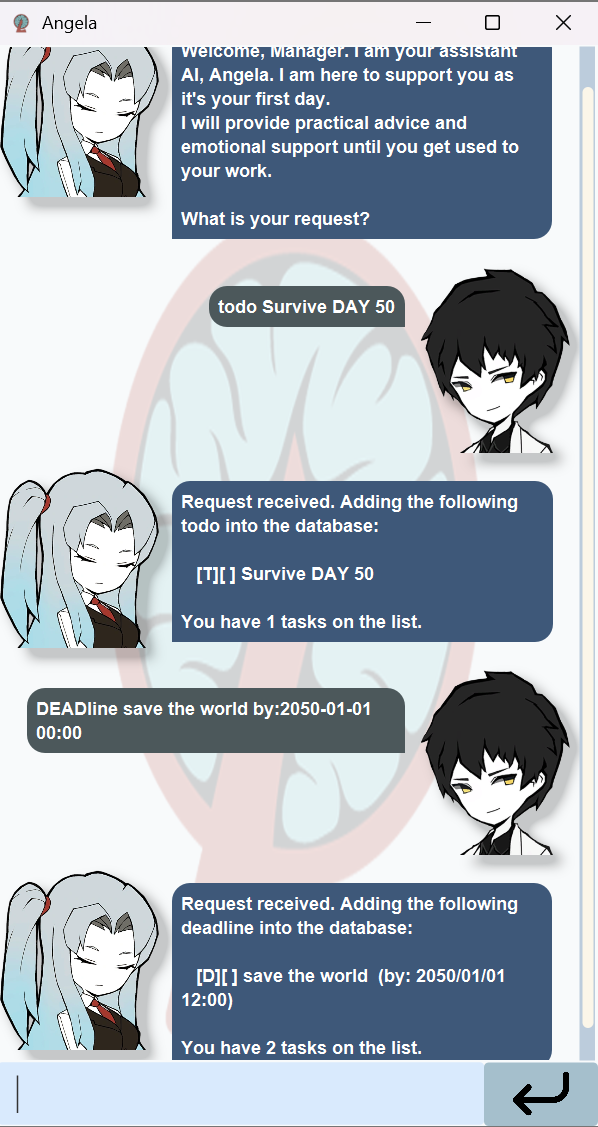 Angela
Welcome, Manager. I am your assistant
AI, Angela. I am here to support you as
it's your first day.
I will provide practical advice and
emotional support until you get used to
your work.
What is your request?
todo Survive DAY 50
Request received. Adding the following
todo into the database:
[T][ ] Survive DAY 50
You have 1 tasks on the list.
DEADline save the world by:2050-01-01
00:00
Request received. Adding the following
deadline into the database:
[D][ ] save the world  (by: 2050/01/01
12:00)
You have 2 tasks on the list.